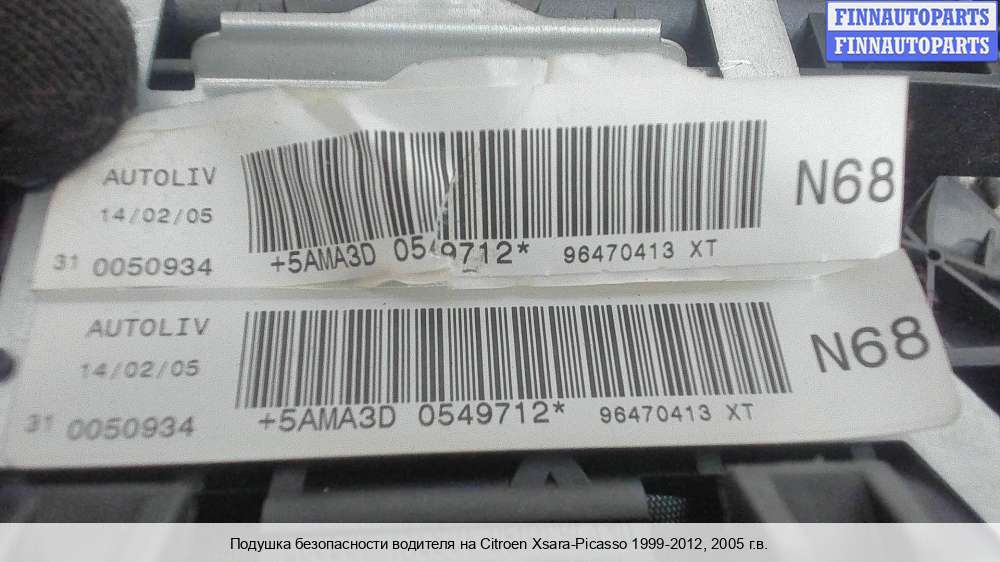 FINNAUTOPARTS
FINNAUTOPARTS
AUTOLIV
14/02/05
31 0050934
+5AMA3D 0549712* 96470413 XT
N68
AUTOLIV
14/02/05
31 0050934
+5AMA3D 0549712* 96470413 XT
N68
Подушка безопасности водителя на Citroen Xsara-Picasso 1999-2012, 2005 г.в.